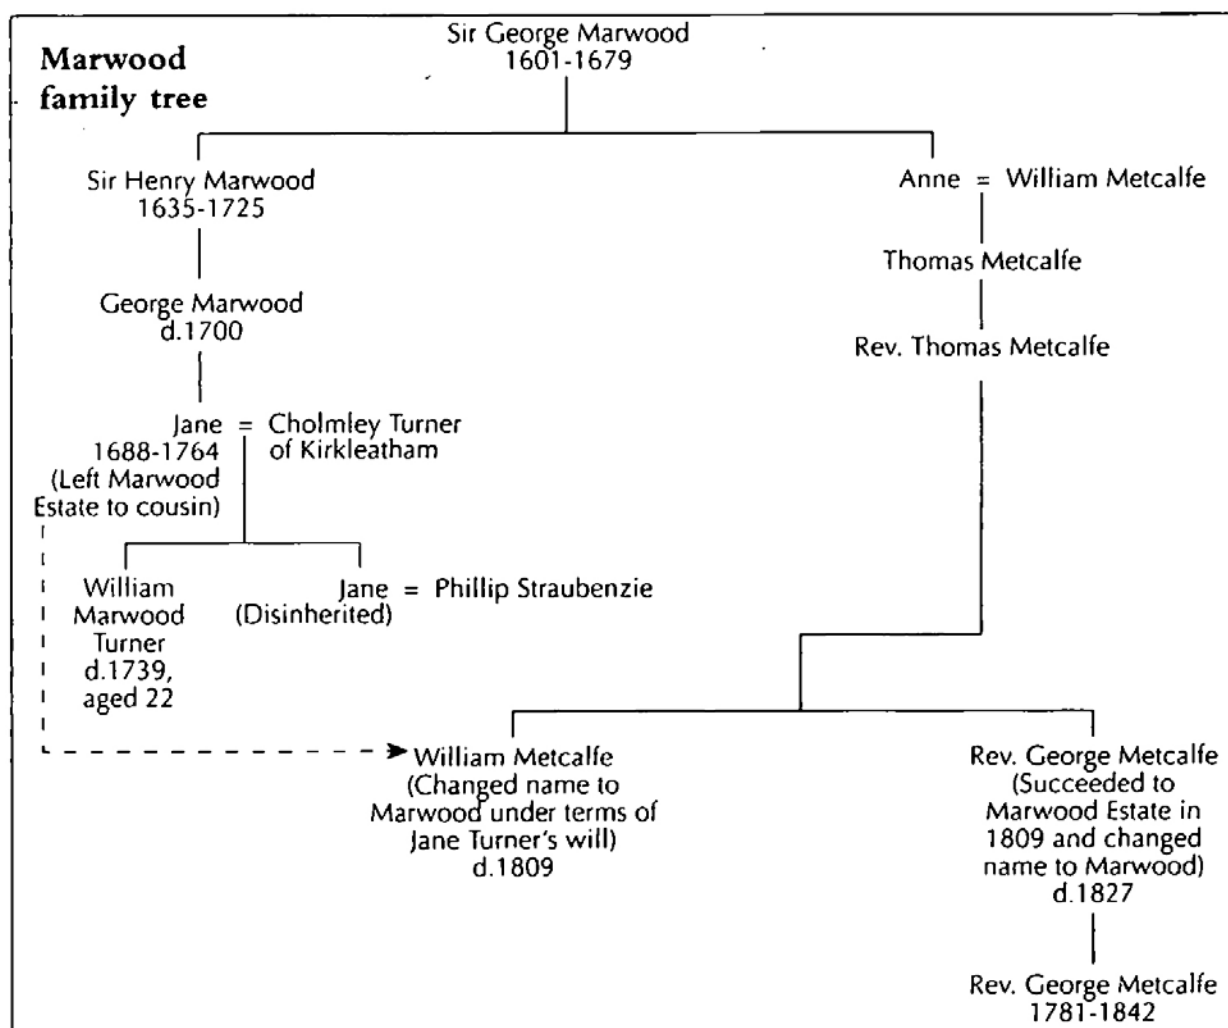 Marwood
family tree
Sir George Marwood
1601-1679
Sir Henry Marwood
1635-1725
Anne = William Metcalfe
George Marwood
d.1700
Thomas Metcalfe
Rev. Thomas Metcalfe
Jane = Cholmley Turner
1688-1764 of Kirkleatham
(Left Marwood
Estate to cousin)
William
Marwood
Turner
d.1739,
aged 22
Jane = Phillip Straubenzie
(Disinherited)
William Metcalfe
(Changed name to
Marwood under terms of
Jane Turner's will)
d.1809
Rev. George Metcalfe
(Succeeded to
Marwood Estate in
1809 and changed
name to Marwood)
d.1827
Rev. George Metcalfe
1781-1842